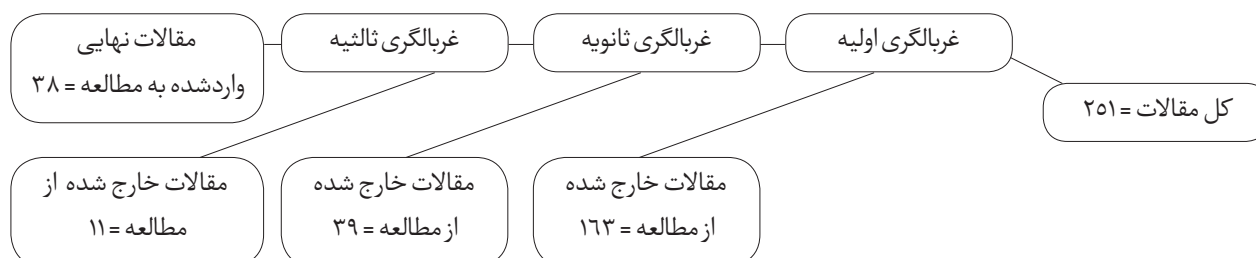 کل مقالات = ۲۵۱
غربالگری اولیه
غربالگری ثانویه
غربالگری ثالثیه
مقالات نهایی
واردشده به مطالعه = ۳۸
مقالات خارج شده
از مطالعه = ۱۶۳
مقالات خارج شده
از مطالعه = ۳۹
مقالات خارج شده از
مطالعه = ۱۱